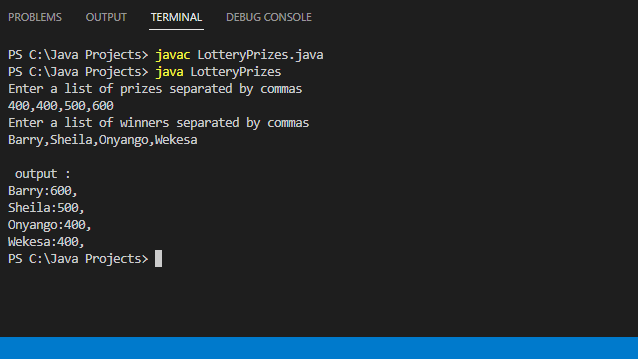 PROBLEMS OUTPUT TERMINAL DEBUG CONSOLE
PS C:\Java Projects> javac LotteryPrizes.java
PS C:\Java Projects> java LotteryPrizes
Enter a list of prizes separated by commas
400,400,500,600
Enter a list of winners separated by commas
Barry,Sheila,Onyango,Wekesa
output :
Barry:600,
Sheila:500,
Onyango:400,
Wekesa:400,
PS C:\Java Projects>